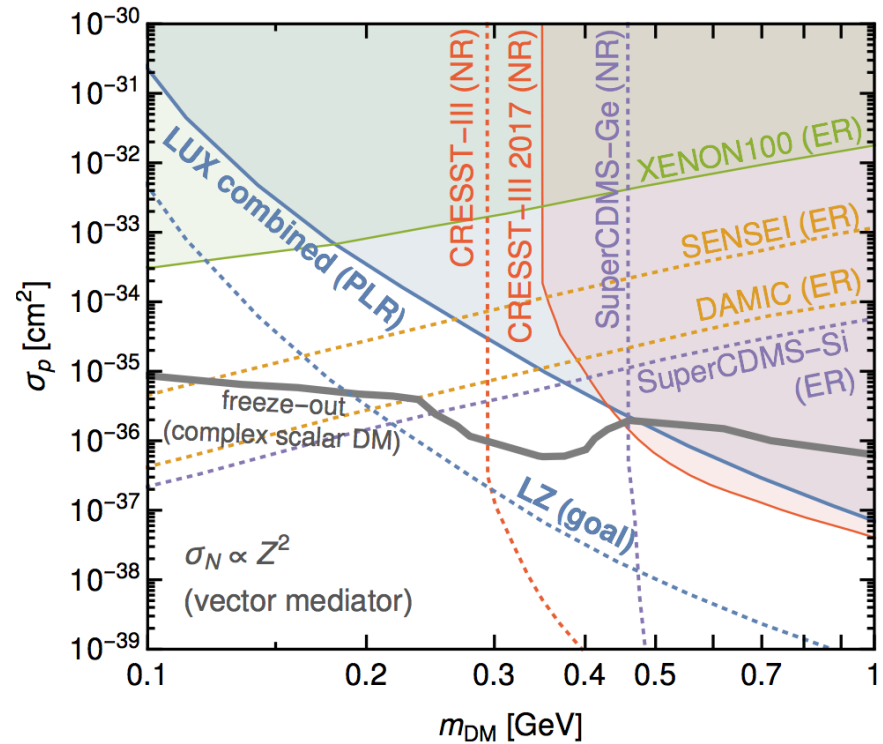 10^-30
10^-31
10^-32
10^-33
10^-34
10^-35
10^-36
10^-37
10^-38
10^-39
σ_p [cm^2]
LUX combined (PLR)
CRESST-III (NR)
CRESST-III 2017 (NR)
SuperCDMS-Ge (NR)
XENON100 (ER)
SENSEI (ER)
DAMIC (ER)
SuperCDMS-Si
(ER)
freeze-out
(complex scalar DM)
LZ (goal)
σ_N ∝ Z^2
(vector mediator)
0.1
0.2
0.3
0.4
0.5
0.7
1
m_DM [GeV]